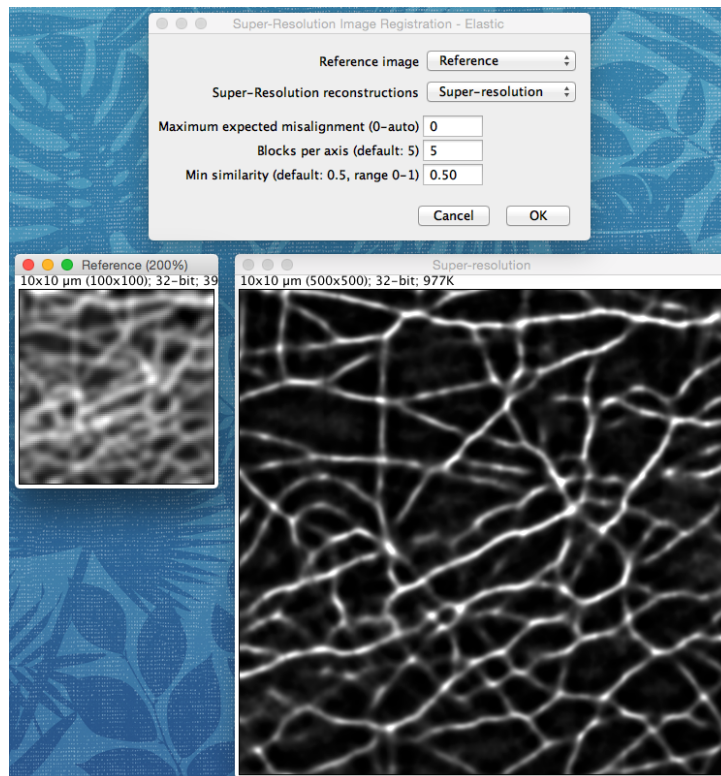 Super-Resolution Image Registration - Elastic
Reference image Reference
Super-Resolution reconstructions Super-resolution
Maximum expected misalignment (0-auto) 0
Blocks per axis (default: 5) 5
Min similarity (default: 0.5, range 0-1) 0.50
Cancel OK
Reference (200%)
10x10 µm (100x100); 32-bit; 39
Super-resolution
10x10 µm (500x500); 32-bit; 977K